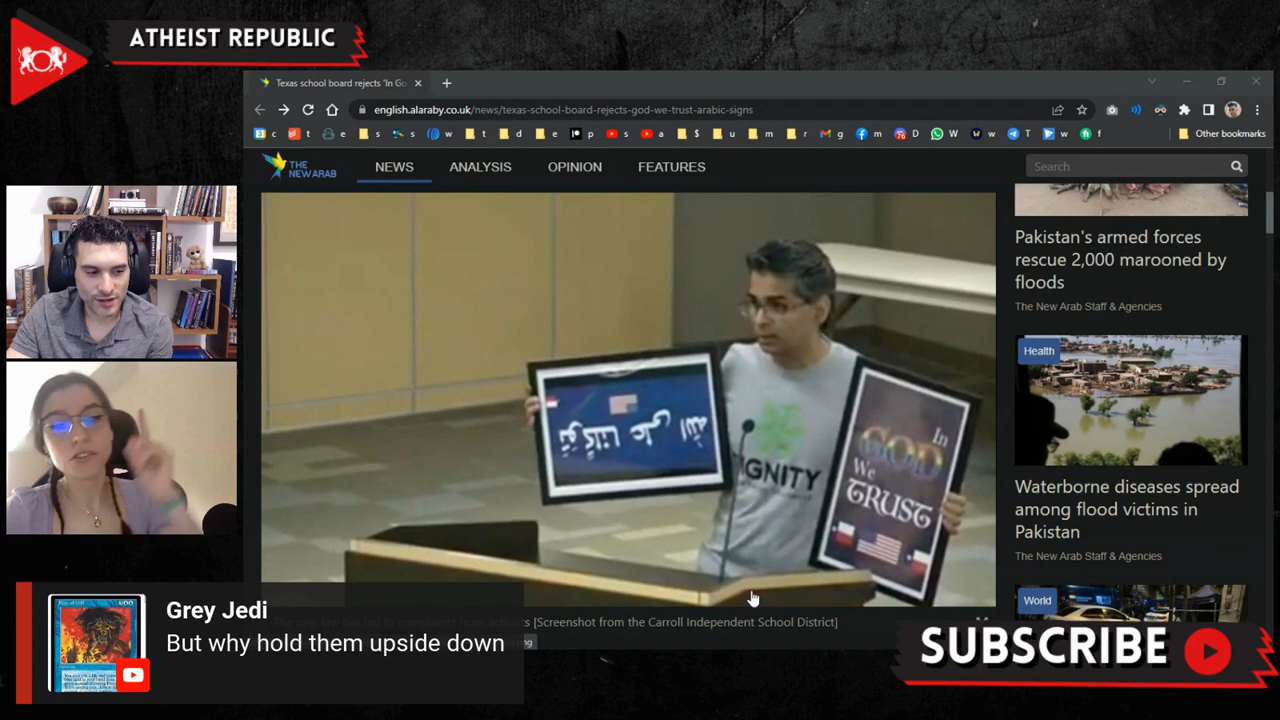 ATHEIST REPUBLIC
Texas school board rejects 'In Go
english.alaraby.co.uk/news/texas-school-board-rejects-god-we-trust-arabic-signs
Other bookmarks
THE
NEW ARAB
NEWS
ANALYSIS
OPINION
FEATURES
Search
Pakistan's armed forces
rescue 2,000 marooned by
floods
The New Arab Staff & Agencies
Health
Waterborne diseases spread
among flood victims in
Pakistan
The New Arab Staff & Agencies
World
توكلنا على الله
In
GOD
We
TRUST
DIGNITY
[Screenshot from the Carroll Independent School District]
Grey Jedi
But why hold them upside down
SUBSCRIBE